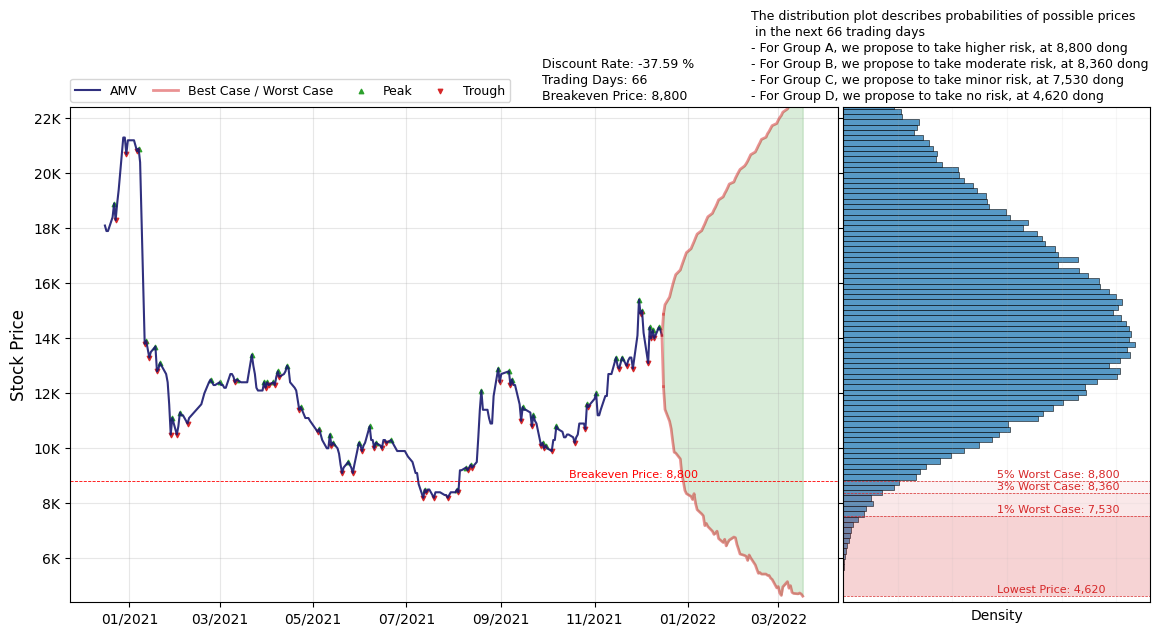 The distribution plot describes probabilities of possible prices
in the next 66 trading days
- For Group A, we propose to take higher risk, at 8,800 dong
- For Group B, we propose to take moderate risk, at 8,360 dong
- For Group C, we propose to take minor risk, at 7,530 dong
- For Group D, we propose to take no risk, at 4,620 dong
Discount Rate: -37.59 %
Trading Days: 66
Breakeven Price: 8,800
AMV
Best Case / Worst Case
Peak
Trough
Stock Price
22K
20K
18K
16K
14K
12K
10K
8K
6K
Breakeven Price: 8,800
5% Worst Case: 8,800
3% Worst Case: 8,360
1% Worst Case: 7,530
Lowest Price: 4,620
01/2021
03/2021
05/2021
07/2021
09/2021
11/2021
01/2022
03/2022
Density